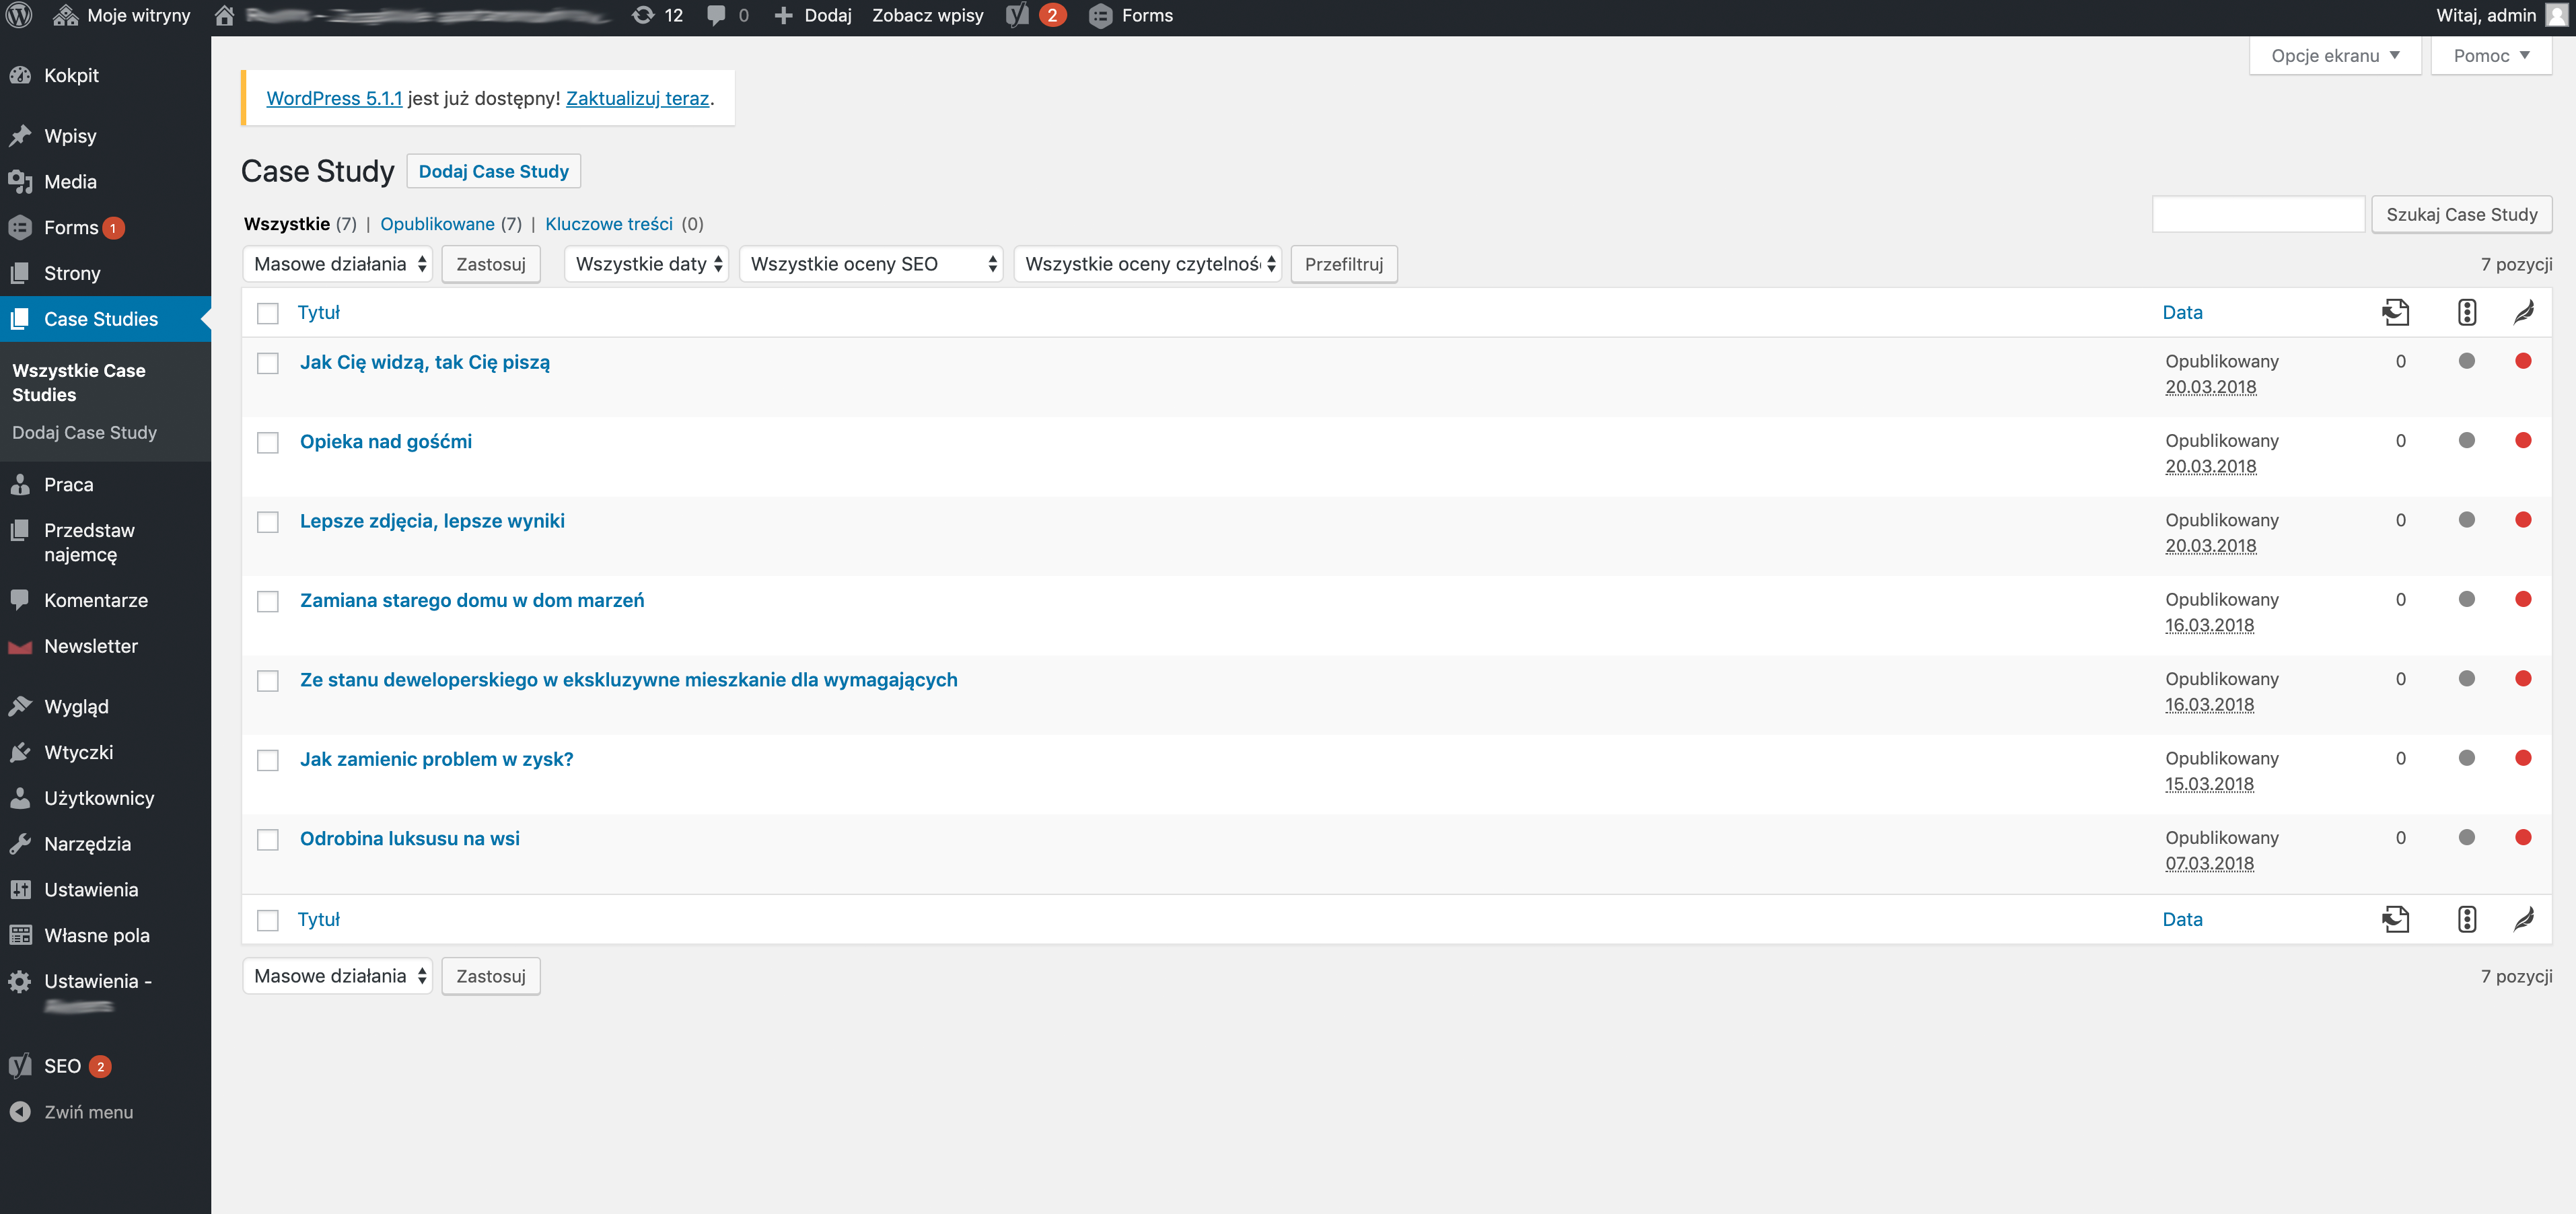 Moje witryny
12
0
Dodaj
Zobacz wpisy
2
Forms
Witaj, admin
Kokpit
Wpisy
Media
Forms 1
Strony
Case Studies
Wszystkie Case
Studies
Dodaj Case Study
Praca
Przedstaw
najemcę
Komentarze
Newsletter
Wygląd
Wtyczki
Użytkownicy
Narzędzia
Ustawienia
Własne pola
Ustawienia -
SEO 2
Zwiń menu
Opcje ekranu
Pomoc
WordPress 5.1.1 jest już dostępny! Zaktualizuj teraz.
Case Study Dodaj Case Study
Wszystkie (7) | Opublikowane (7) | Kluczowe treści (0)
Szukaj Case Study
Masowe działania Zastosuj Wszystkie daty Wszystkie oceny SEO Wszystkie oceny czytelnoś Przefiltruj
7 pozycji
Tytuł Data
Jak Cię widzą, tak Cię piszą Opublikowany 0
20.03.2018
Opieka nad gośćmi Opublikowany 0
20.03.2018
Lepsze zdjęcia, lepsze wyniki Opublikowany 0
20.03.2018
Zamiana starego domu w dom marzeń Opublikowany 0
16.03.2018
Ze stanu deweloperskiego w ekskluzywne mieszkanie dla wymagających Opublikowany 0
16.03.2018
Jak zamienic problem w zysk? Opublikowany 0
15.03.2018
Odrobina luksusu na wsi Opublikowany 0
07.03.2018
Tytuł Data
Masowe działania Zastosuj
7 pozycji